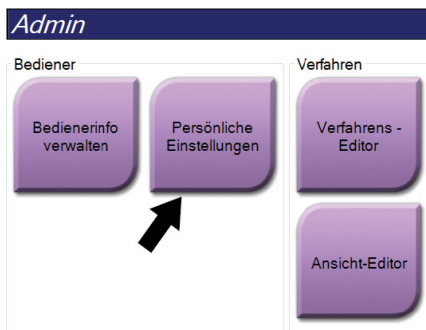 Admin
Bediener
Verfahren
Bedienerinfo
verwalten
Persönliche
Einstellungen
Verfahrens -
Editor
Ansicht-Editor